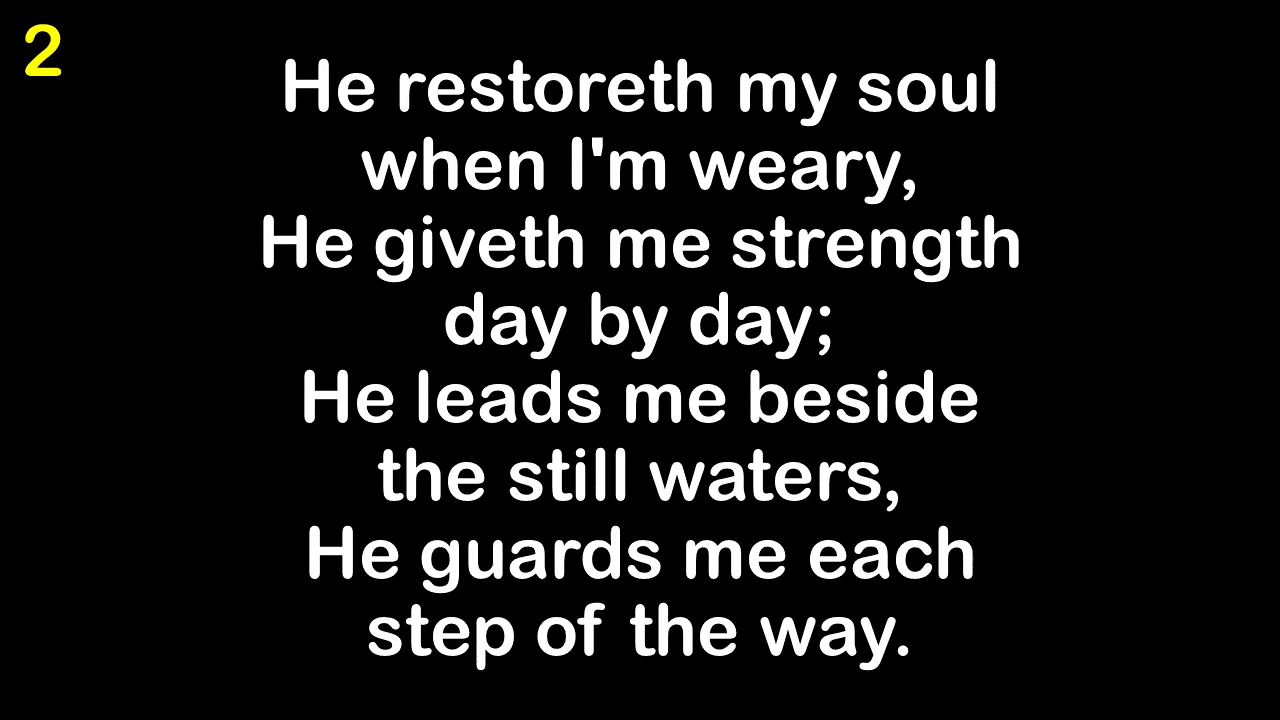 2
He restoreth my soul
when I'm weary,
He giveth me strength
day by day;
He leads me beside
the still waters,
He guards me each
step of the way.